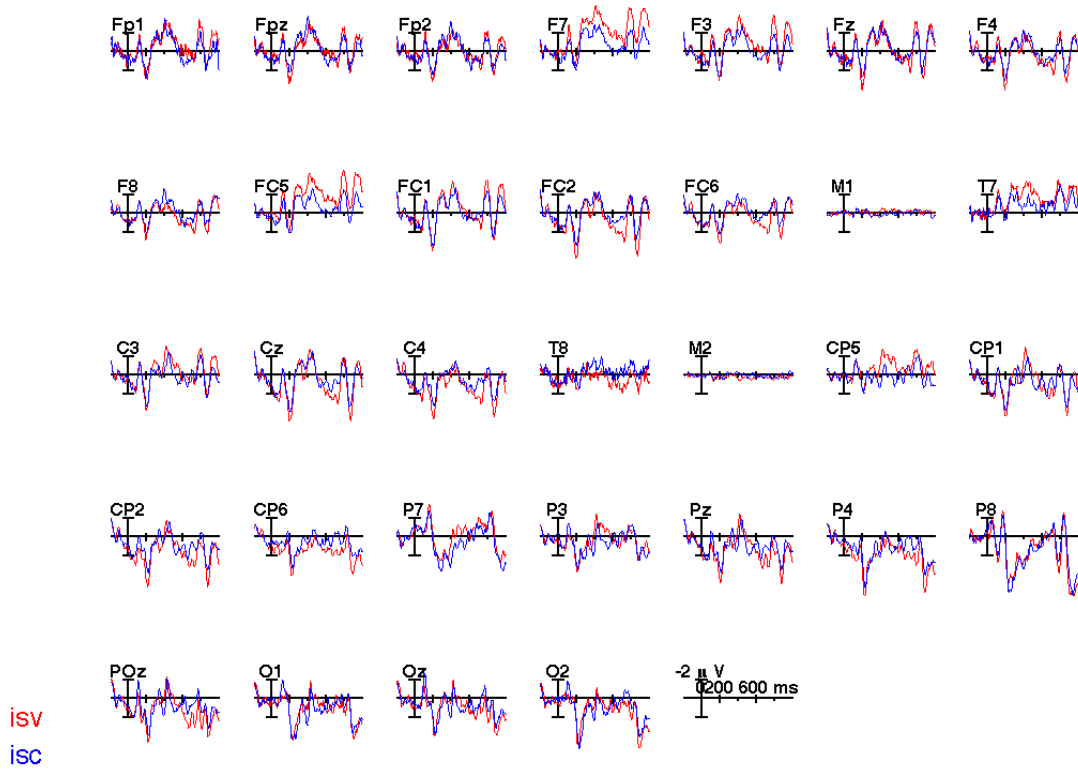 Fp1 Fpz Fp2 F7 F3 Fz F4
F8 FC5 FC1 FC2 FC6 M1 T7
C3 Cz C4 T8 M2 CP5 CP1
CP2 CP6 P7 P3 Pz P4 P8
POz O1 Oz O2 -2 µ V
0200 600 ms
isv
isc